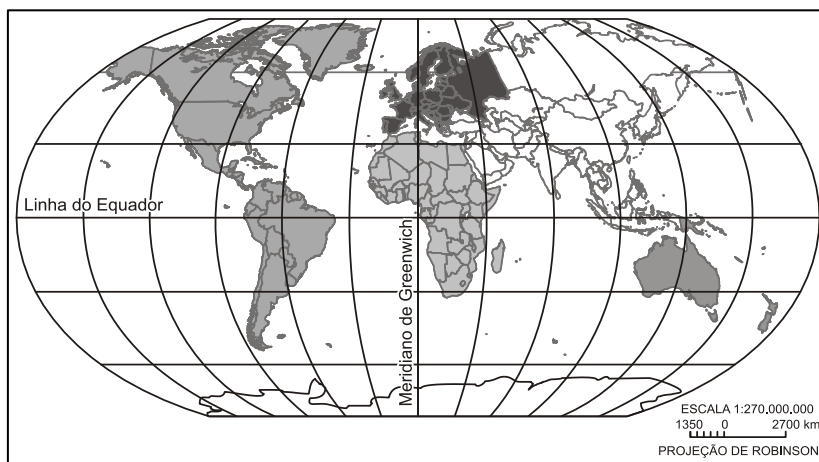 Linha do Equador
Meridiano de Greenwich
ESCALA 1:270.000.000
1350 0 2700 km
PROJEÇÃO DE ROBINSON